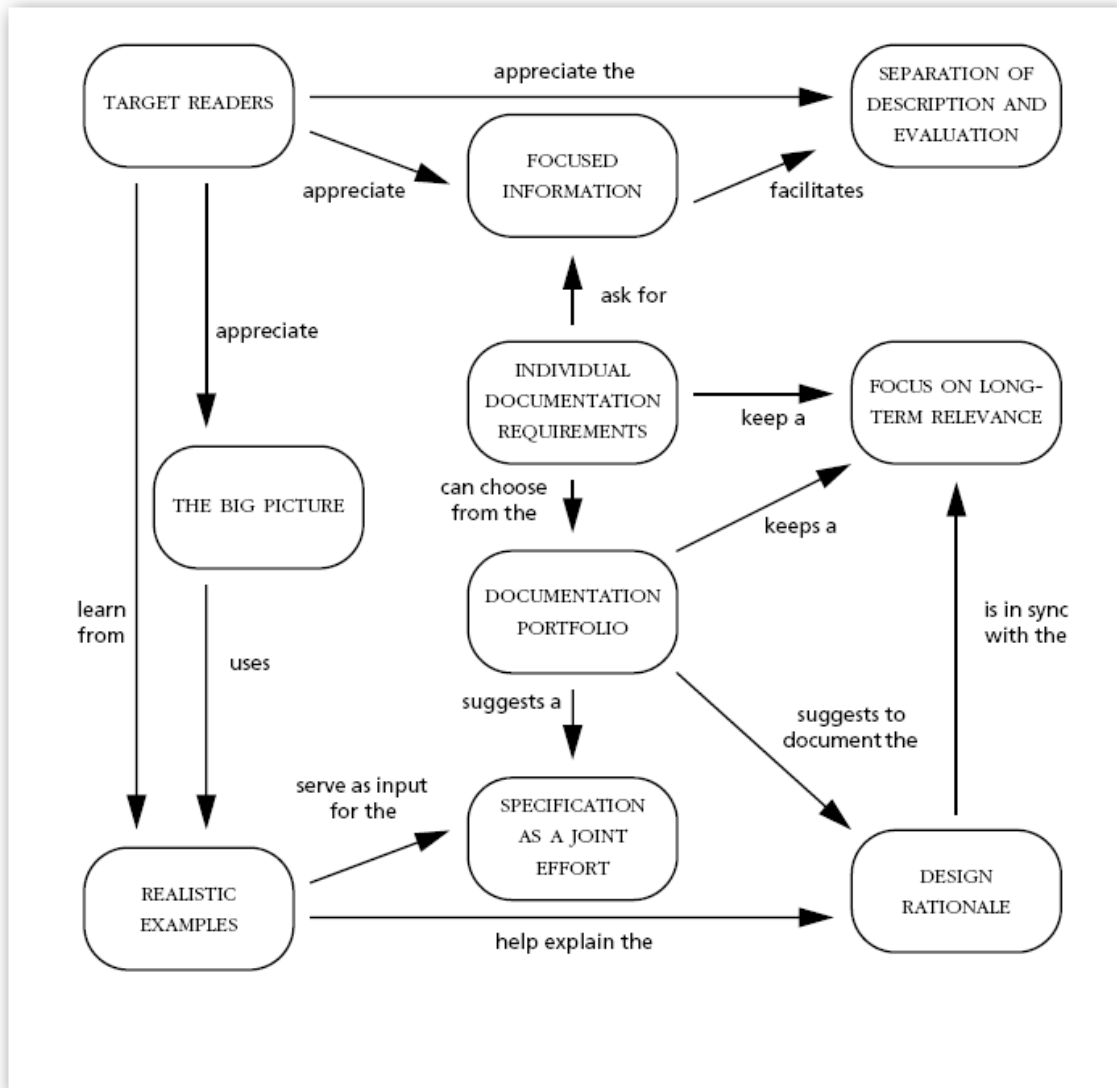 appreciate the
TARGET READERS
SEPARATION OF
DESCRIPTION AND
EVALUATION
FOCUSED
INFORMATION
appreciate
facilitates
ask for
appreciate
INDIVIDUAL
DOCUMENTATION
REQUIREMENTS
FOCUS ON LONG-
TERM RELEVANCE
keep a
can choose
from the
THE BIG PICTURE
keeps a
DOCUMENTATION
PORTFOLIO
learn
from
is in sync
with the
uses
suggests a
suggests to
document the
serve as input
for the
SPECIFICATION
AS A JOINT
EFFORT
REALISTIC
EXAMPLES
DESIGN
RATIONALE
help explain the